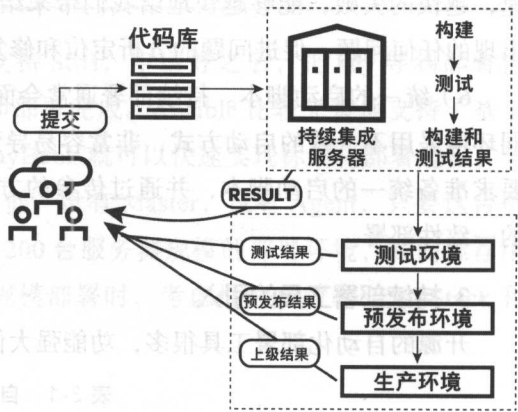 代码库
提交
持续集成
服务器
构建
测试
构建和
测试结果
RESULT
测试结果
测试环境
预发布结果
预发布环境
上级结果
生产环境